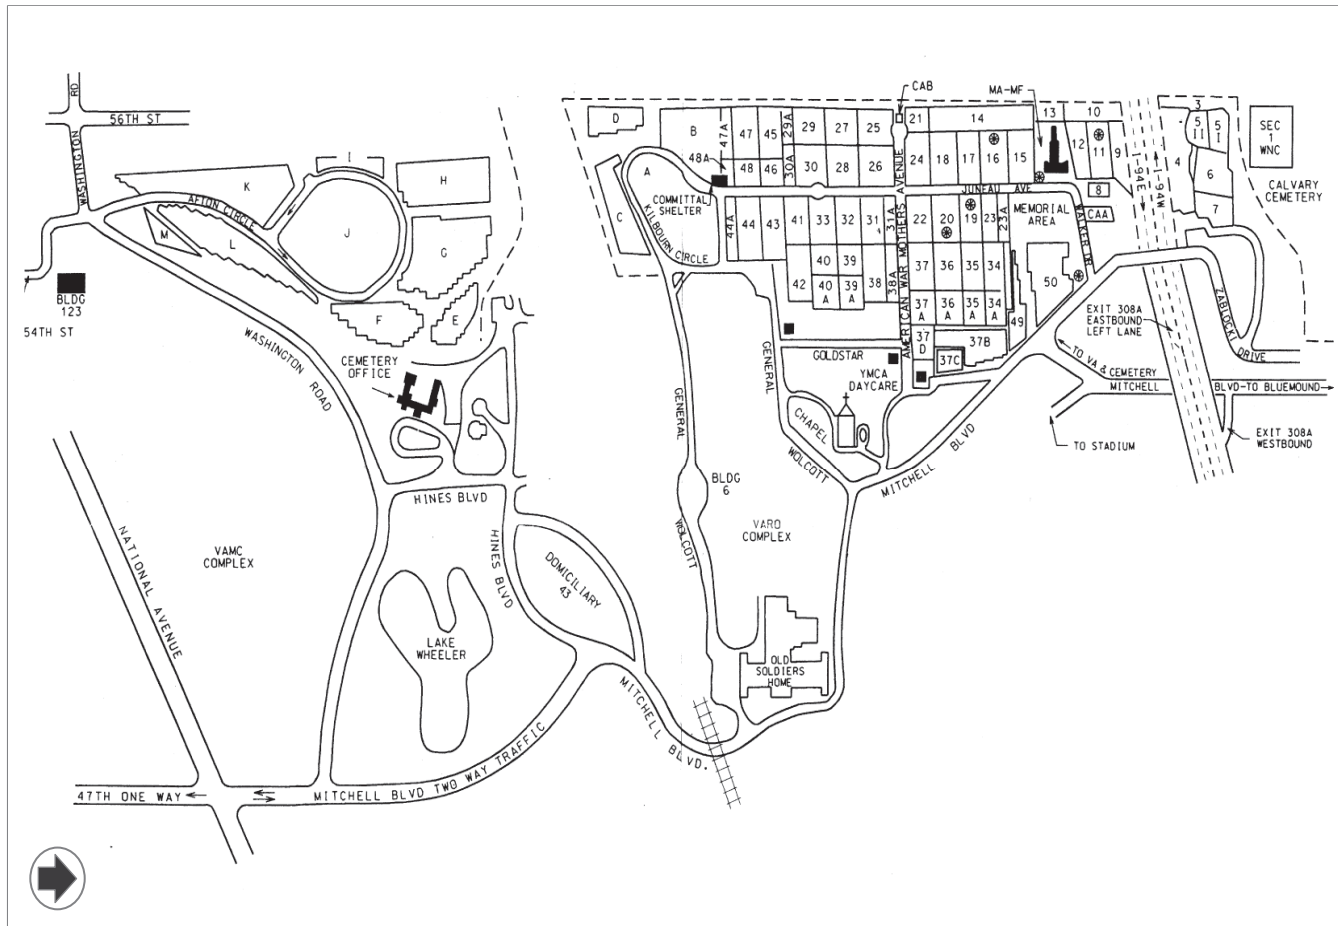 RD
56TH ST
WASHINGTON
I
K
H
AFTON CIRCLE
M
L
J
G
F
E
BLDG
123
54TH ST
WASHINGTON ROAD
CEMETERY
OFFICE
HINES BLVD
HINES BLVD
NATIONAL AVENUE
VAMC
COMPLEX
DOMICILIARY
43
LAKE
WHEELER
47TH ONE WAY
MITCHELL BLVD TWO WAY TRAFFIC
MITCHELL BLVD.
D
B
47A
48A
A
C
COMMITTAL
SHELTER
KILBOURN CIRCLE
47
45
29A
29
27
25
48
46
30A
30
28
26
44A
44
43
41
33
32
31
31A
40
39
42
40
A
39
A
38
38A
CAB
AMERICAN WAR MOTHERS AVENUE
MA-MF
21
14
13
10
24
18
17
16
15
12
11
9
JUNEAU AVE
8
CAA
WALKER DR
MEMORIAL
AREA
22
20
19
23
23A
37
36
35
34
37
A
36
A
35
A
34
A
37
D
37B
37C
49
50
GOLDSTAR
YMCA
DAYCARE
GENERAL
WOLCOTT
GENERAL
WOLCOTT
CHAPEL
MITCHELL BLVD
BLDG
6
VARO
COMPLEX
OLD
SOLDIERS
HOME
I-94E
I-94W
3
5
II
5
I
4
6
7
SEC
1
WNC
CALVARY
CEMETERY
ZABLOCKI DRIVE
EXIT 308A
EASTBOUND
LEFT LANE
TO VA & CEMETERY
MITCHELL BLVD-TO BLUEMOUND
TO STADIUM
EXIT 308A
WESTBOUND